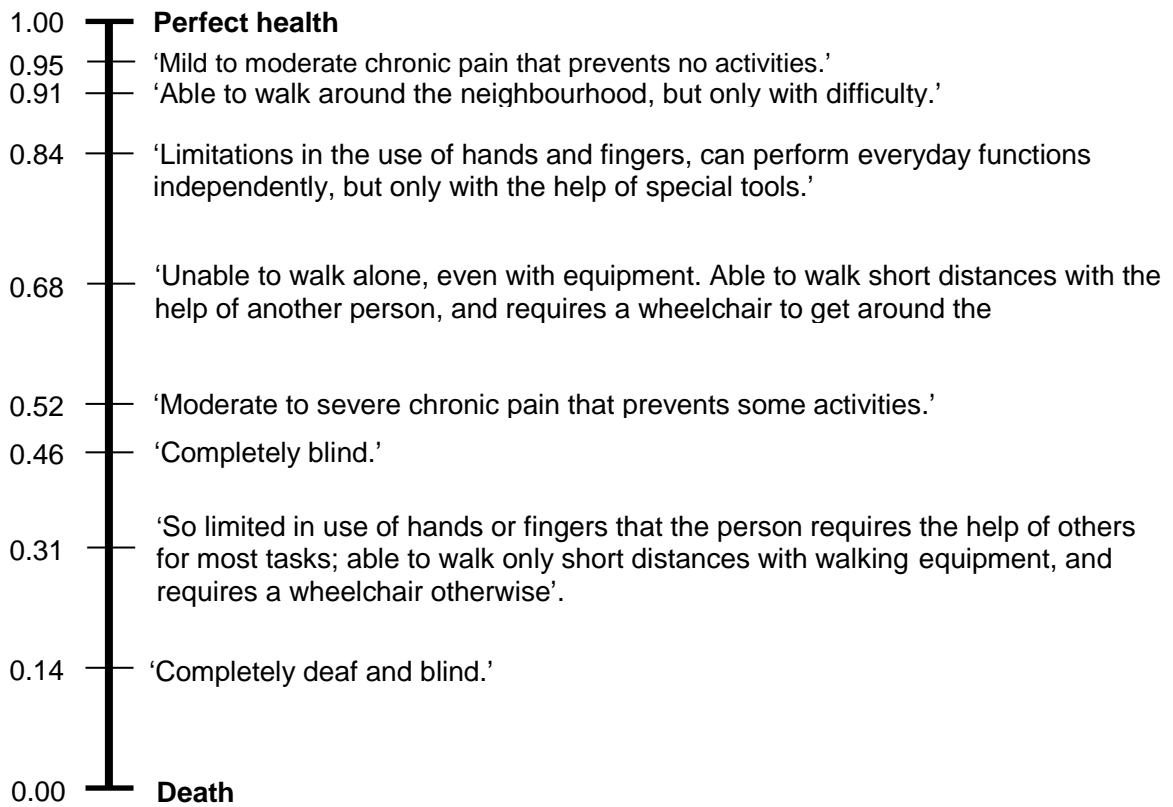 1.00 Perfect health
0.95 ‘Mild to moderate chronic pain that prevents no activities.’
0.91 ‘Able to walk around the neighbourhood, but only with difficulty.’
0.84 ‘Limitations in the use of hands and fingers, can perform everyday functions
independently, but only with the help of special tools.’
0.68 ‘Unable to walk alone, even with equipment. Able to walk short distances with the
help of another person, and requires a wheelchair to get around the
0.52 ‘Moderate to severe chronic pain that prevents some activities.’
0.46 ‘Completely blind.’
‘So limited in use of hands or fingers that the person requires the help of others
0.31 for most tasks; able to walk only short distances with walking equipment, and
requires a wheelchair otherwise’.
0.14 ‘Completely deaf and blind.’
0.00 Death